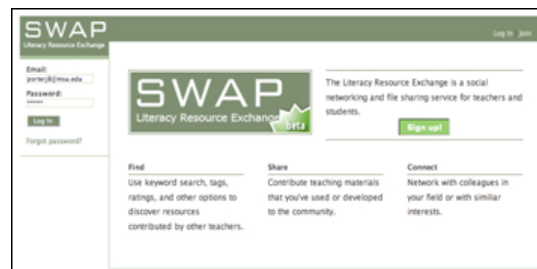 SWAP
Literacy Resource Exchange
Log In Join
Email:
porterjl@msu.edu
Password:
******
Log In
Forgot password?
SWAP
Literacy Resource Exchange
beta
The Literacy Resource Exchange is a social
networking and file sharing service for teachers and
students.
Sign up!
Find
Use keyword search, tags,
ratings, and other options to
discover resources
contributed by other teachers.
Share
Contribute teaching materials
that you've used or developed
to the community.
Connect
Network with colleagues in
your field or with similiar
interests.